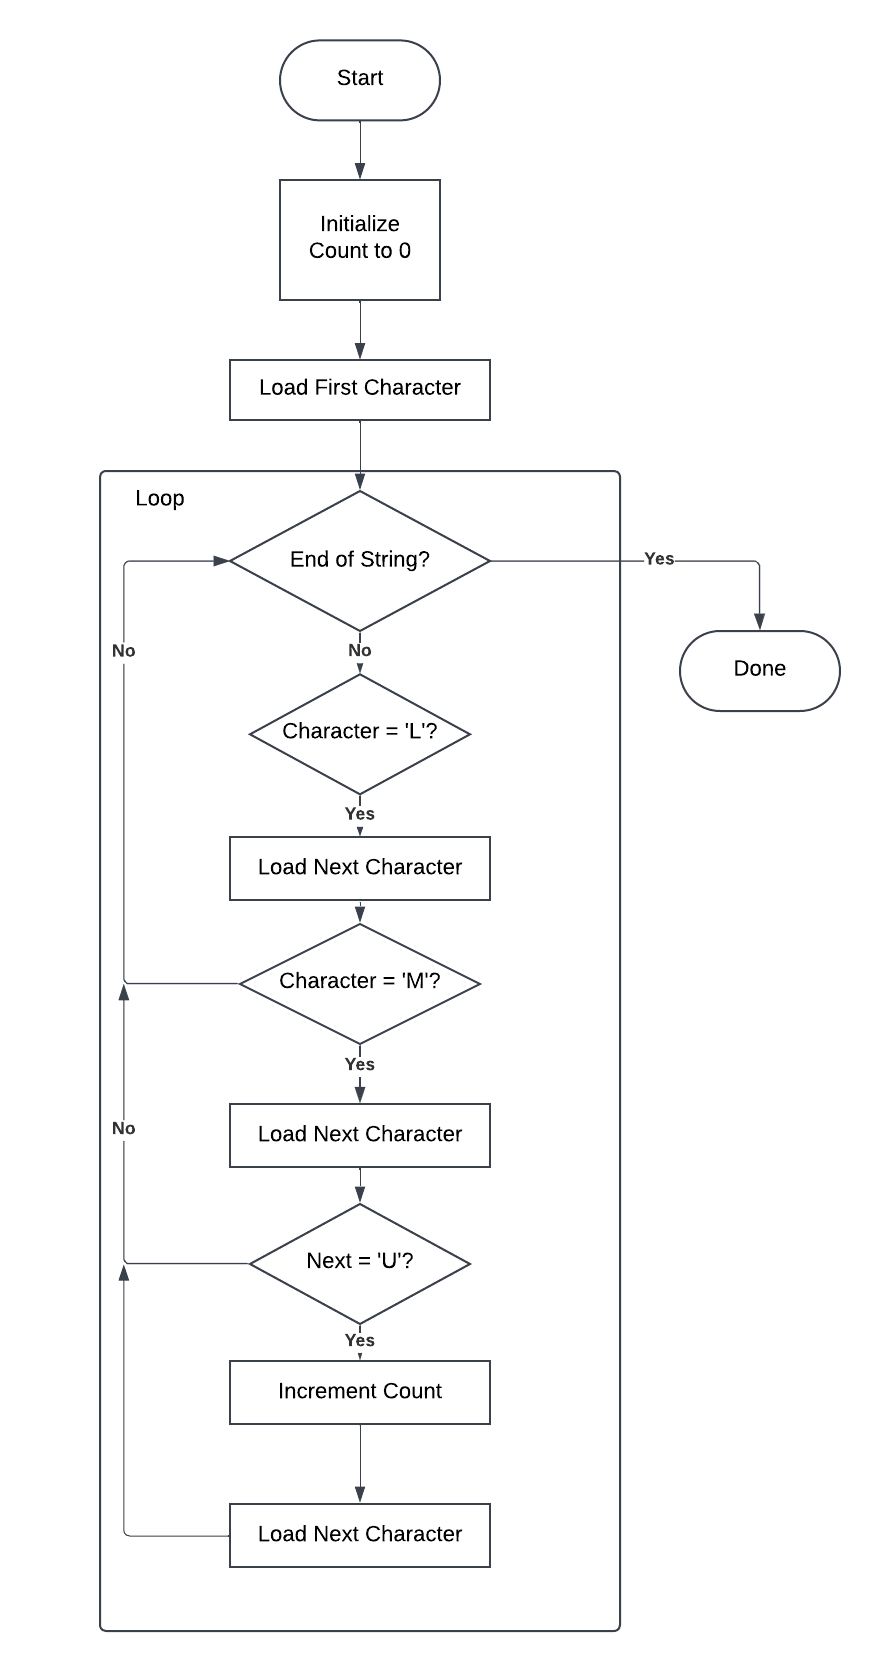 Start
Initialize
Count to 0
Load First Character
Loop
End of String?
Yes
No
No
Done
Character = 'L'?
Yes
Load Next Character
Character = 'M'?
Yes
No
Load Next Character
Next = 'U'?
Yes
Increment Count
Load Next Character